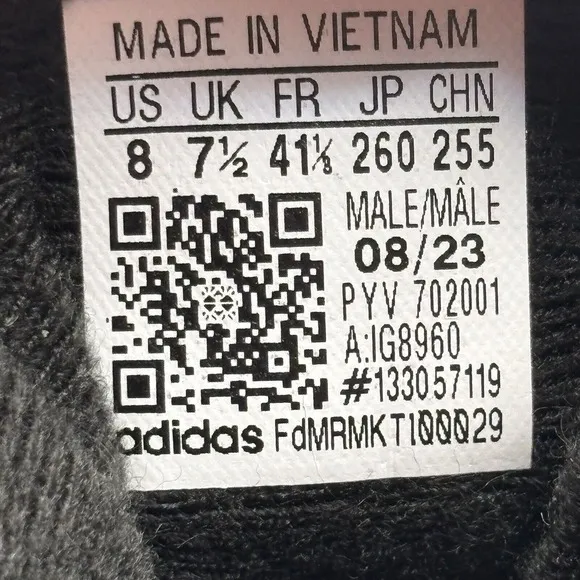 MADE IN VIETNAM
US UK FR JP CHN
8 7½ 41⅓ 260 255
MALE/MÂLE
08/23
PYV 702001
A:IG8960
#133057119
adidas FdMRMKT100029